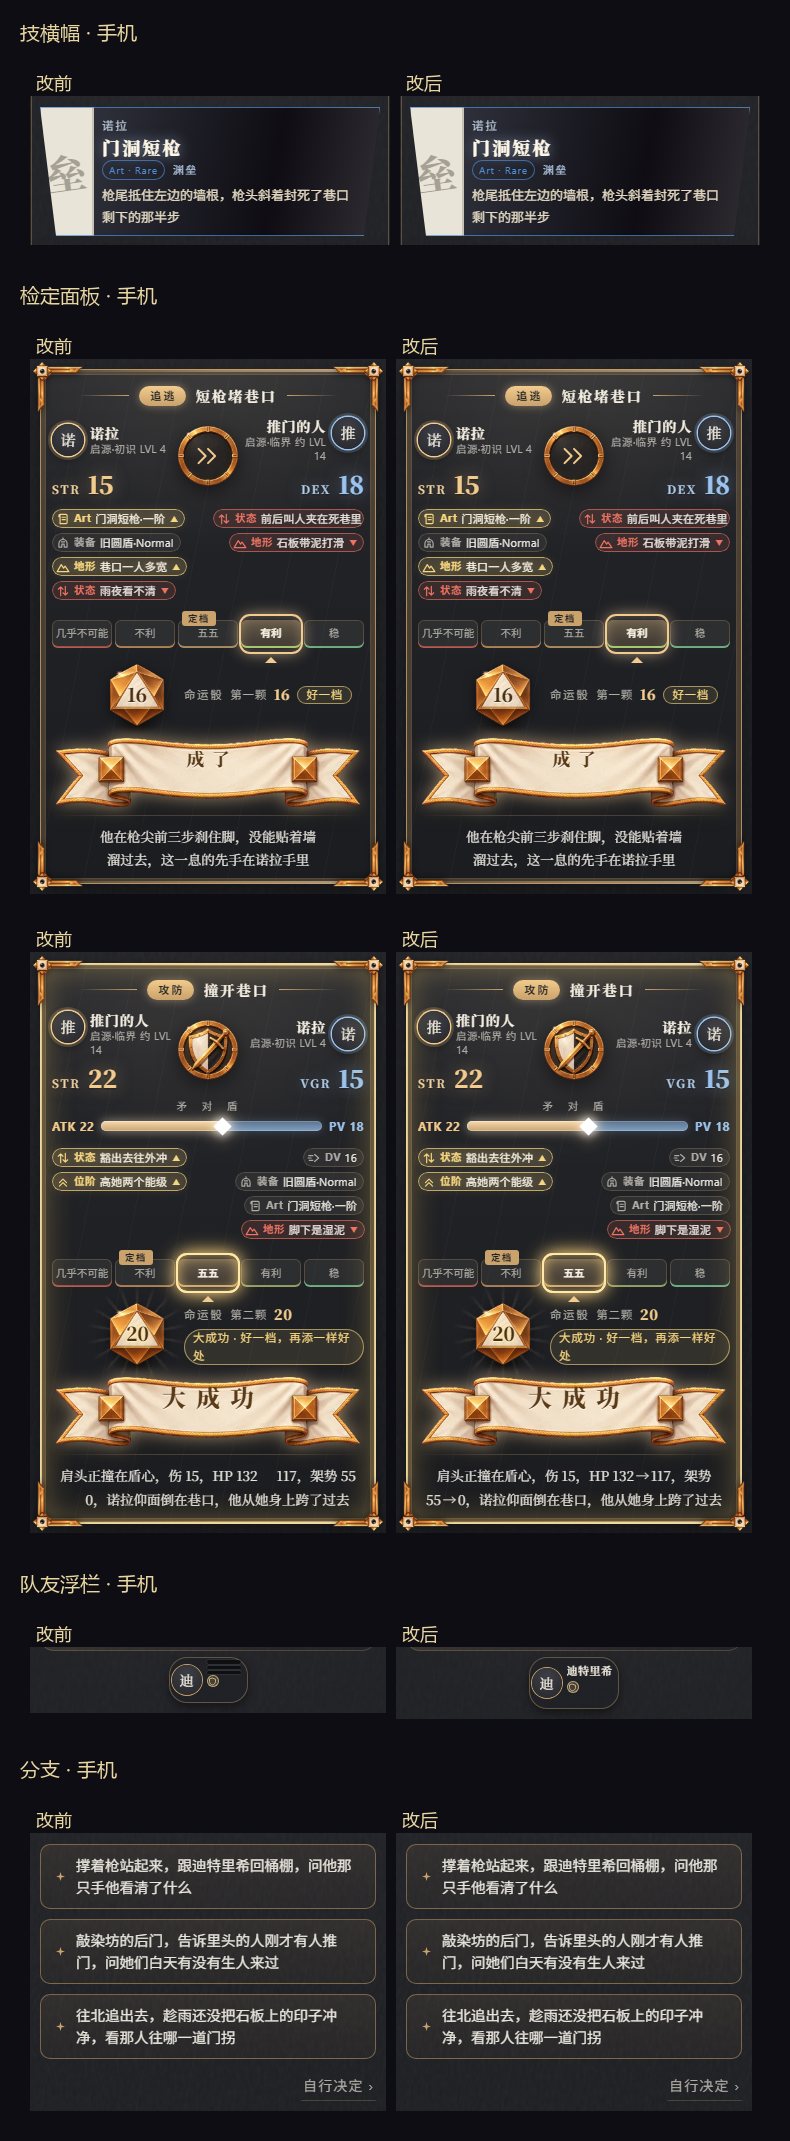 技横幅 · 手机
改前
改后
诺拉
门洞短枪
Art · Rare 渊垒
枪尾抵住左边的墙根，枪头斜着封死了巷口
剩下的那半步
垒
诺拉
门洞短枪
Art · Rare 渊垒
枪尾抵住左边的墙根，枪头斜着封死了巷口
剩下的那半步
垒
检定面板 · 手机
改前
追逃 短枪堵巷口
诺 诺拉
启源·初识 LVL 4
推门的人 推
启源·临界 约 LVL
14
STR 15
DEX 18
Art 门洞短枪·一阶
状态 前后叫人夹在死巷里
装备 旧圆盾·Normal
地形 石板带泥打滑
地形 巷口一人多宽
状态 雨夜看不清
定档
几乎不可能 不利 五五 有利 稳
16
命运骰 第一颗 16 好一档
成了
他在枪尖前三步刹住脚，没能贴着墙
溜过去，这一息的先手在诺拉手里
改后
追逃 短枪堵巷口
诺 诺拉
启源·初识 LVL 4
推门的人 推
启源·临界 约 LVL
14
STR 15
DEX 18
Art 门洞短枪·一阶
状态 前后叫人夹在死巷里
装备 旧圆盾·Normal
地形 石板带泥打滑
地形 巷口一人多宽
状态 雨夜看不清
定档
几乎不可能 不利 五五 有利 稳
16
命运骰 第一颗 16 好一档
成了
他在枪尖前三步刹住脚，没能贴着墙
溜过去，这一息的先手在诺拉手里
改前
攻防 撞开巷口
推 推门的人
启源·临界 约 LVL
14
诺拉 诺
启源·初识 LVL 4
STR 22
VGR 15
矛 对 盾
ATK 22
PV 18
状态 豁出去往外冲
DV 16
位阶 高她两个能级
装备 旧圆盾·Normal
Art 门洞短枪·一阶
地形 脚下是湿泥
定档
几乎不可能 不利 五五 有利 稳
20
命运骰 第二颗 20
大成功 · 好一档，再添一样好
处
大成功
肩头正撞在盾心，伤 15，HP 132 117，架势 55
0，诺拉仰面倒在巷口，他从她身上跨了过去
改后
攻防 撞开巷口
推 推门的人
启源·临界 约 LVL
14
诺拉 诺
启源·初识 LVL 4
STR 22
VGR 15
矛 对 盾
ATK 22
PV 18
状态 豁出去往外冲
DV 16
位阶 高她两个能级
装备 旧圆盾·Normal
Art 门洞短枪·一阶
地形 脚下是湿泥
定档
几乎不可能 不利 五五 有利 稳
20
命运骰 第二颗 20
大成功 · 好一档，再添一样好
处
大成功
肩头正撞在盾心，伤 15，HP 132→117，架势
55→0，诺拉仰面倒在巷口，他从她身上跨了过去
队友浮栏 · 手机
改前
迪
改后
迪 迪特里希
分支 · 手机
改前
撑着枪站起来，跟迪特里希回桶棚，问他那
只手他看清了什么
敲染坊的后门，告诉里头的人刚才有人推
门，问她们白天有没有生人来过
往北追出去，趁雨还没把石板上的印子冲
净，看那人往哪一道门拐
自行决定 ›
改后
撑着枪站起来，跟迪特里希回桶棚，问他那
只手他看清了什么
敲染坊的后门，告诉里头的人刚才有人推
门，问她们白天有没有生人来过
往北追出去，趁雨还没把石板上的印子冲
净，看那人往哪一道门拐
自行决定 ›